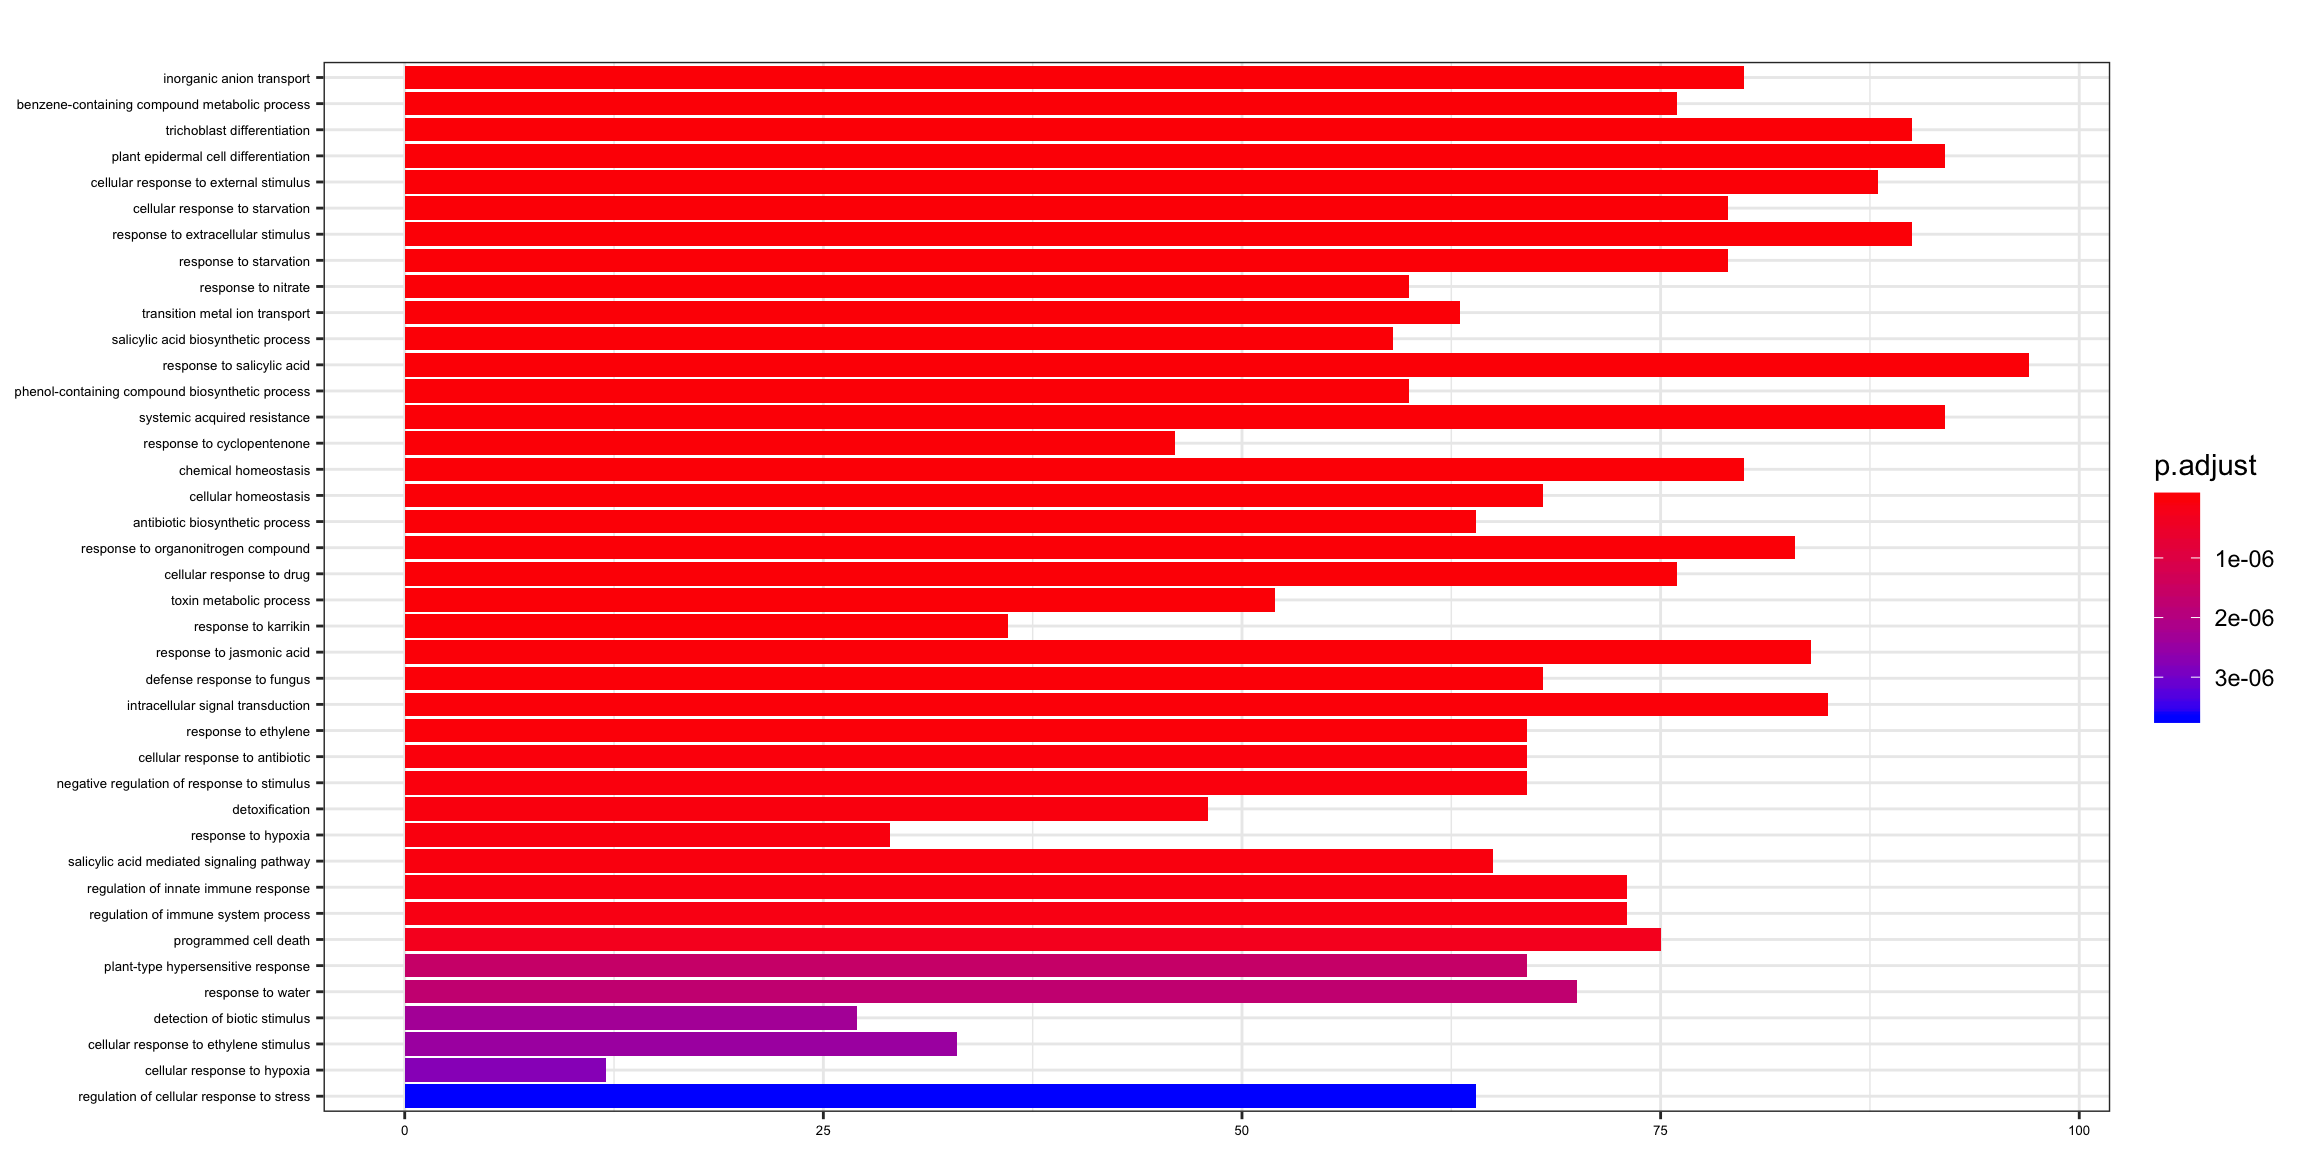 inorganic anion transport
benzene-containing compound metabolic process
trichoblast differentiation
plant epidermal cell differentiation
cellular response to external stimulus
cellular response to starvation
response to extracellular stimulus
response to starvation
response to nitrate
transition metal ion transport
salicylic acid biosynthetic process
response to salicylic acid
phenol-containing compound biosynthetic process
systemic acquired resistance
response to cyclopentenone
chemical homeostasis
cellular homeostasis
antibiotic biosynthetic process
response to organonitrogen compound
cellular response to drug
toxin metabolic process
response to karrikin
response to jasmonic acid
defense response to fungus
intracellular signal transduction
response to ethylene
cellular response to antibiotic
negative regulation of response to stimulus
detoxification
response to hypoxia
salicylic acid mediated signaling pathway
regulation of innate immune response
regulation of immune system process
programmed cell death
plant-type hypersensitive response
response to water
detection of biotic stimulus
cellular response to ethylene stimulus
cellular response to hypoxia
regulation of cellular response to stress
0 25 50 75 100
p.adjust
1e-06
2e-06
3e-06